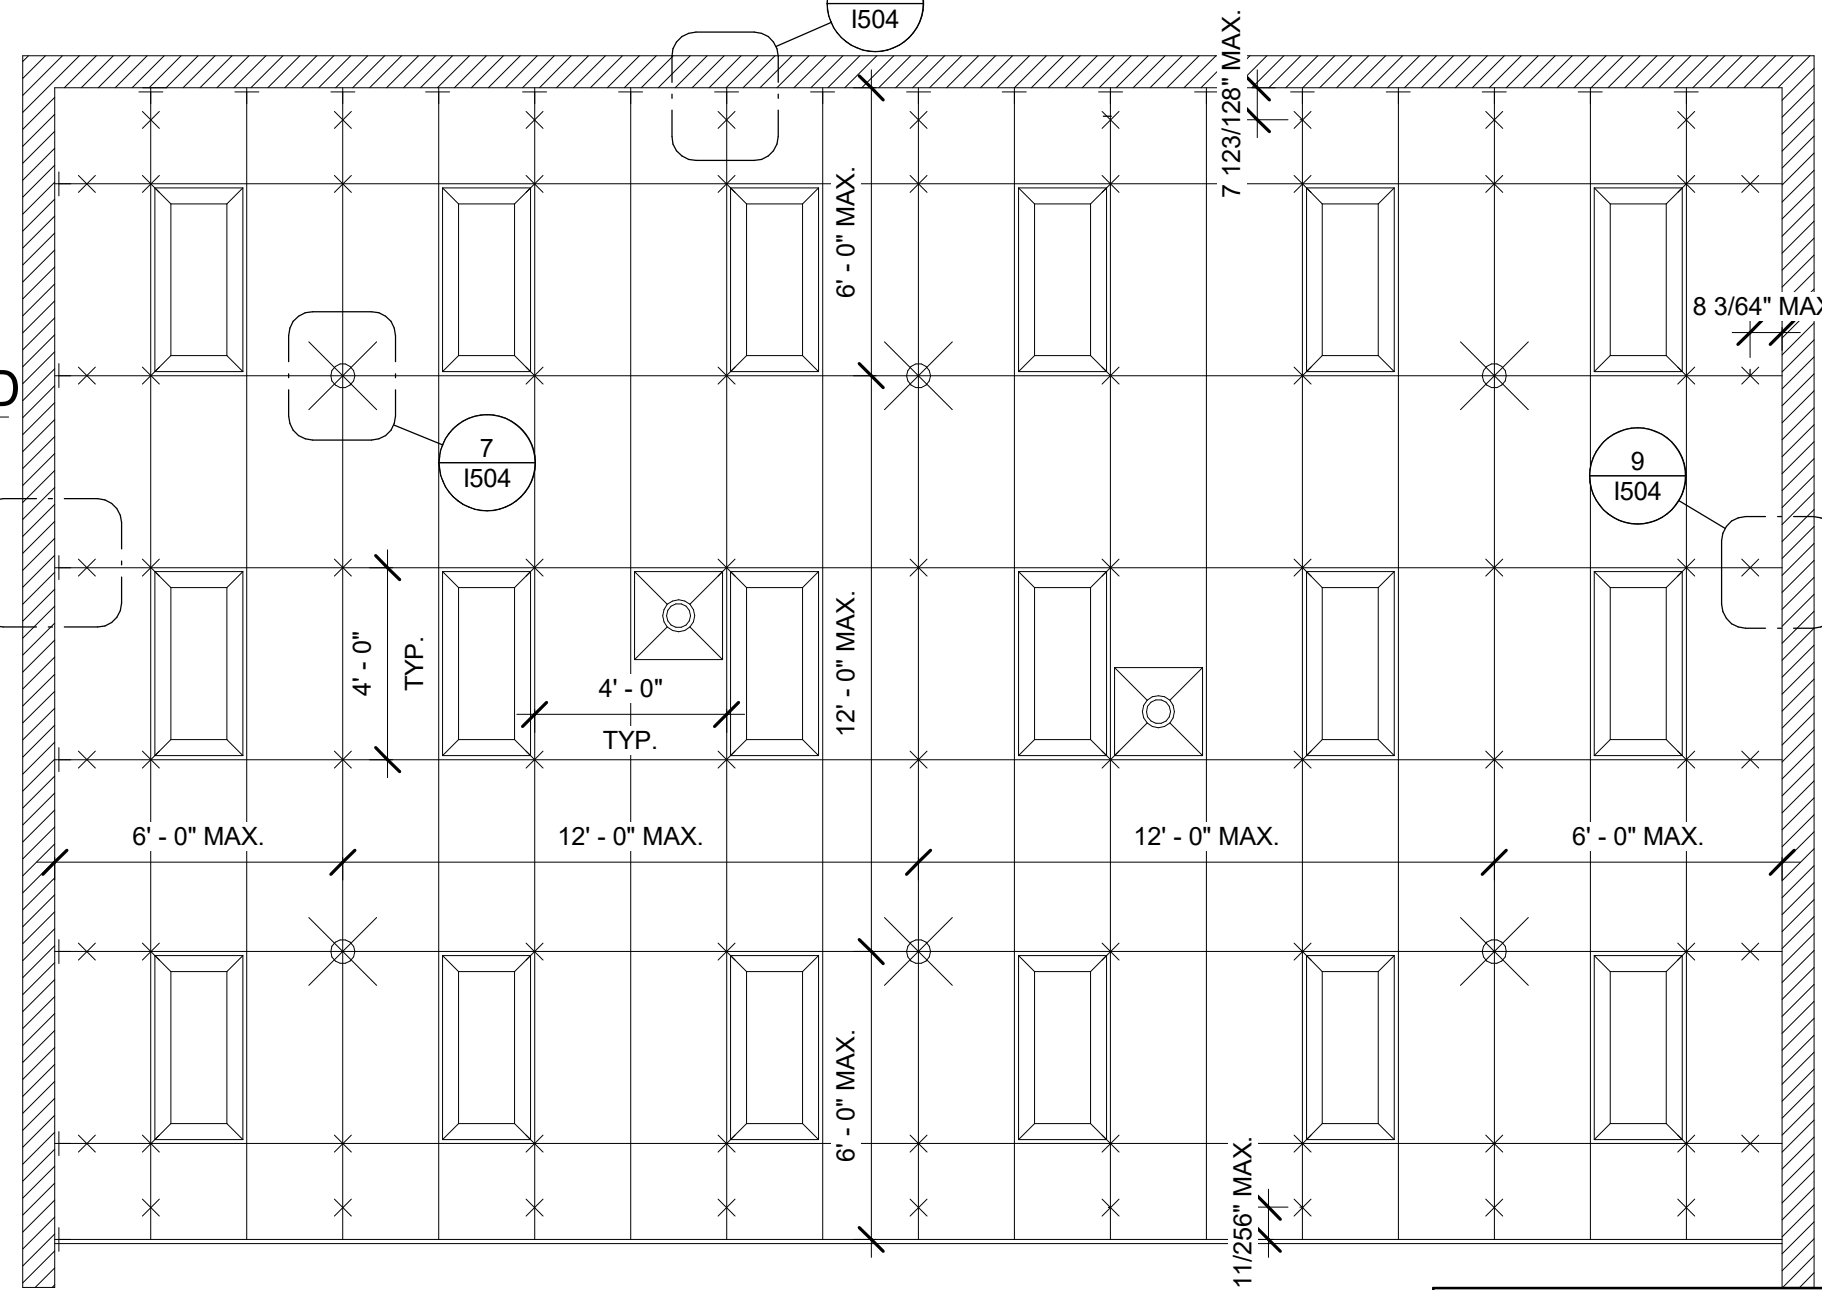 I504
7 123/128" MAX.
6' - 0" MAX.
8 3/64" MAX
7
I504
9
I504
4' - 0"
TYP.
4' - 0"
TYP.
12' - 0" MAX.
6' - 0" MAX.
12' - 0" MAX.
12' - 0" MAX.
6' - 0" MAX.
6' - 0" MAX.
11/256" MAX.